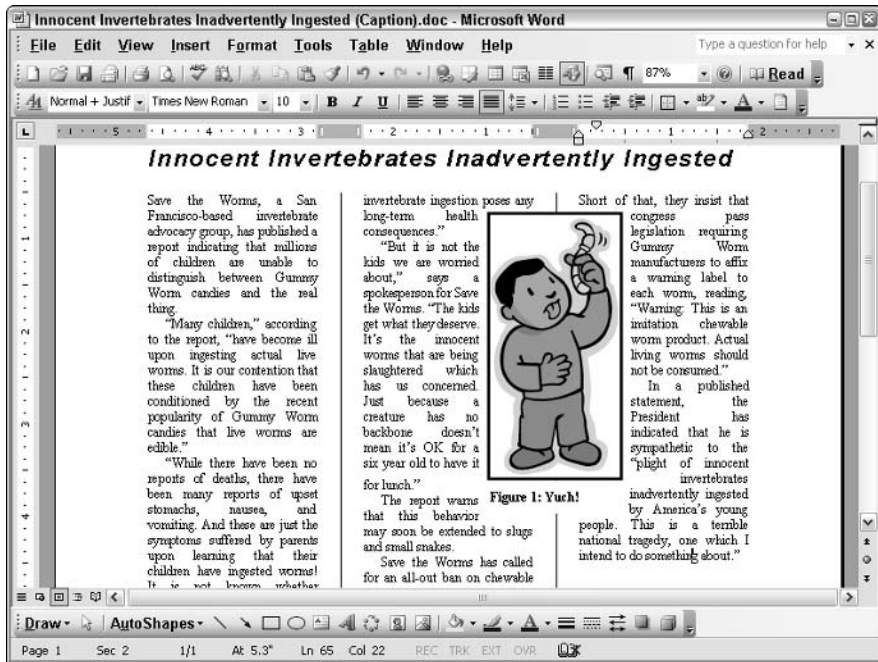 Innocent Invertebrates Inadvertently Ingested (Caption).doc - Microsoft Word
File Edit View Insert Format Tools Table Window Help Type a question for help
87% Read
Normal + Justif Times New Roman 10 B I U
5 4 3 2 1 1 2
Innocent Invertebrates Inadvertently Ingested
Save the Worms, a San
Francisco-based invertebrate
advocacy group, has published a
report indicating that millions
of children are unable to
distinguish between Gummy
Worm candies and the real
thing.
“Many children,” according
to the report, “have become ill
upon ingesting actual live
worms. It is our contention that
these children have been
conditioned by the recent
popularity of Gummy Worm
candies that live worms are
edible.”
“While there have been no
reports of deaths, there have
been many reports of upset
stomachs, nausea, and
vomiting. And these are just the
symptoms suffered by parents
upon learning that their
children have ingested worms!
It is not known whether
invertebrate ingestion poses any
long-term health
consequences.”
“But it is not the
kids we are worried
about,” says a
spokesperson for Save
the Worms. “The kids
get what they deserve.
It’s the innocent
worms that are being
slaughtered which
has us concerned.
Just because a
creature has no
backbone doesn’t
mean it’s OK for a
six year old to have it
for lunch.”
The report warns
that this behavior
may soon be extended to slugs
and small snakes.
Save the Worms has called
for an all-out ban on chewable
Figure 1: Yuch!
Short of that, they insist that
congress pass
legislation requiring
Gummy Worm
manufacturers to affix
a warning label to
each worm, reading,
“Warning: This is an
imitation chewable
worm product. Actual
living worms should
not be consumed.”
In a published
statement, the
President has
indicated that he is
sympathetic to the
“plight of innocent
invertebrates
inadvertently ingested
by America’s young
people. This is a terrible
national tragedy, one which I
intend to do something about.”
Draw AutoShapes
Page 1 Sec 2 1/1 At 5.3" Ln 65 Col 22 REC TRK EXT OVR